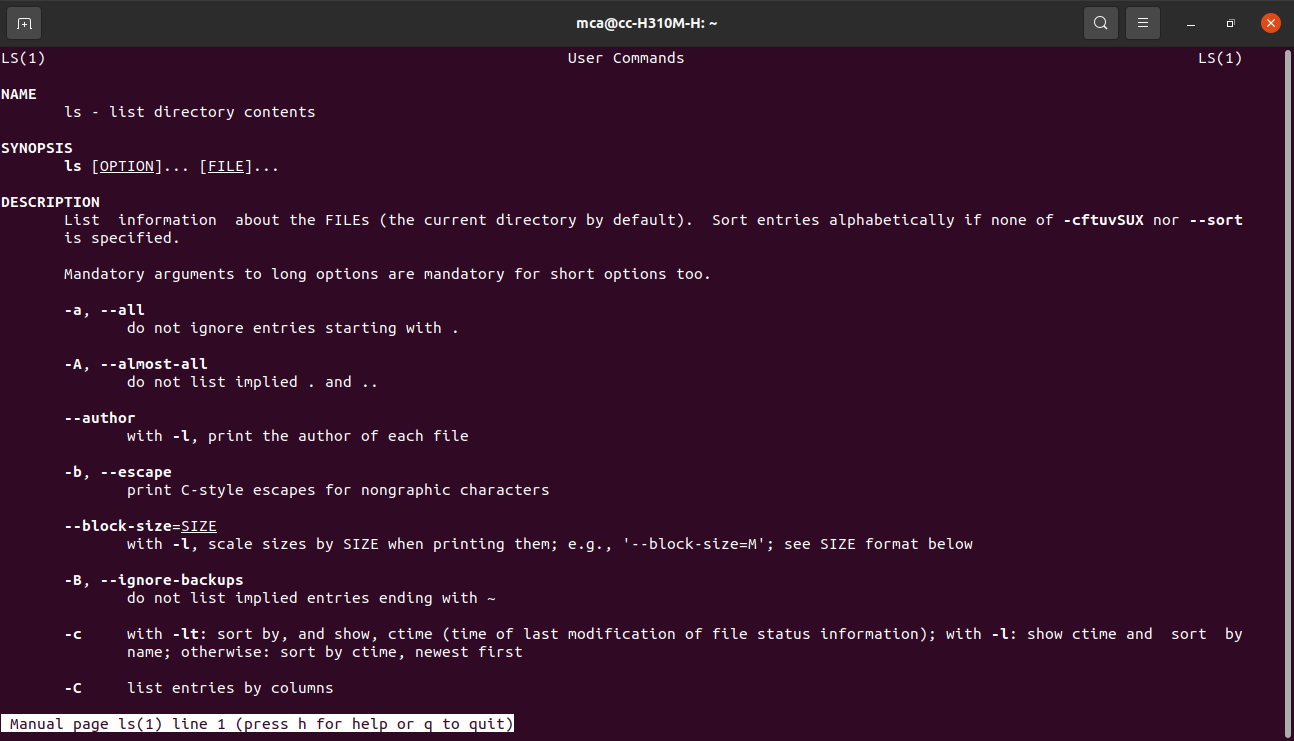 mca@cc-H310M-H: ~
LS(1) User Commands LS(1)
NAME
ls - list directory contents
SYNOPSIS
ls [OPTION]... [FILE]...
DESCRIPTION
List information about the FILEs (the current directory by default). Sort entries alphabetically if none of -cftuvSUX nor --sort
is specified.
Mandatory arguments to long options are mandatory for short options too.
-a, --all
do not ignore entries starting with .
-A, --almost-all
do not list implied . and ..
--author
with -l, print the author of each file
-b, --escape
print C-style escapes for nongraphic characters
--block-size=SIZE
with -l, scale sizes by SIZE when printing them; e.g., '--block-size=M'; see SIZE format below
-B, --ignore-backups
do not list implied entries ending with ~
-c with -lt: sort by, and show, ctime (time of last modification of file status information); with -l: show ctime and sort by
name; otherwise: sort by ctime, newest first
-C list entries by columns
Manual page ls(1) line 1 (press h for help or q to quit)